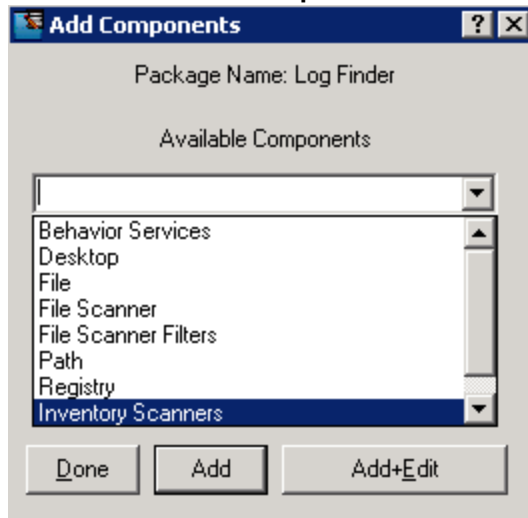 Add Components
Package Name: Log Finder
Available Components
Behavior Services
Desktop
File
File Scanner
File Scanner Filters
Path
Registry
Inventory Scanners
Done Add Add+Edit